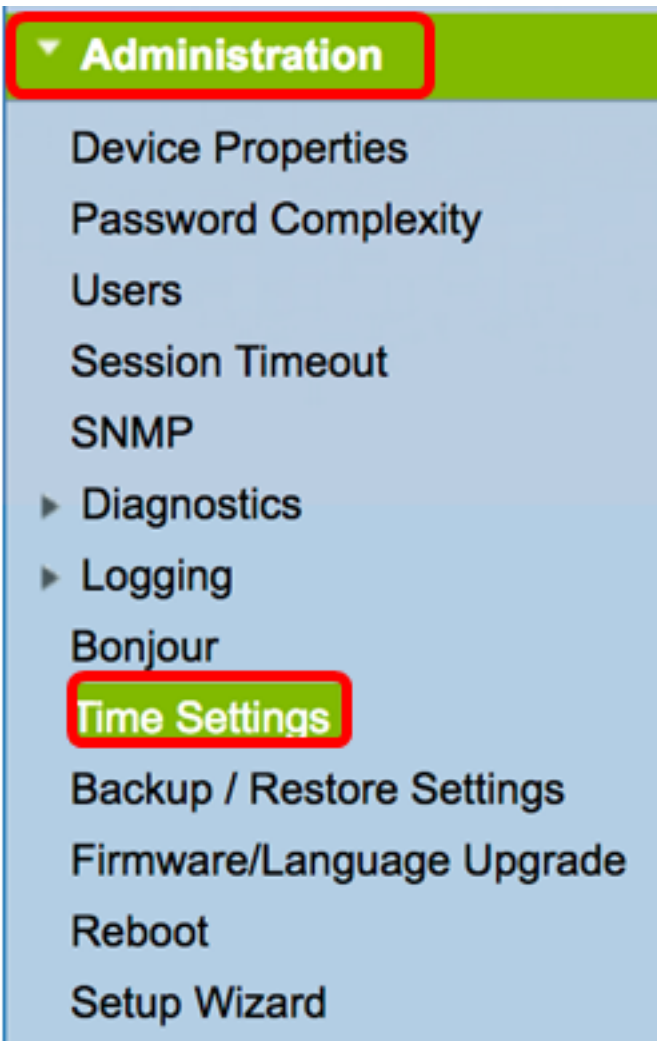 Administration
Device Properties
Password Complexity
Users
Session Timeout
SNMP
Diagnostics
Logging
Bonjour
Time Settings
Backup / Restore Settings
Firmware/Language Upgrade
Reboot
Setup Wizard